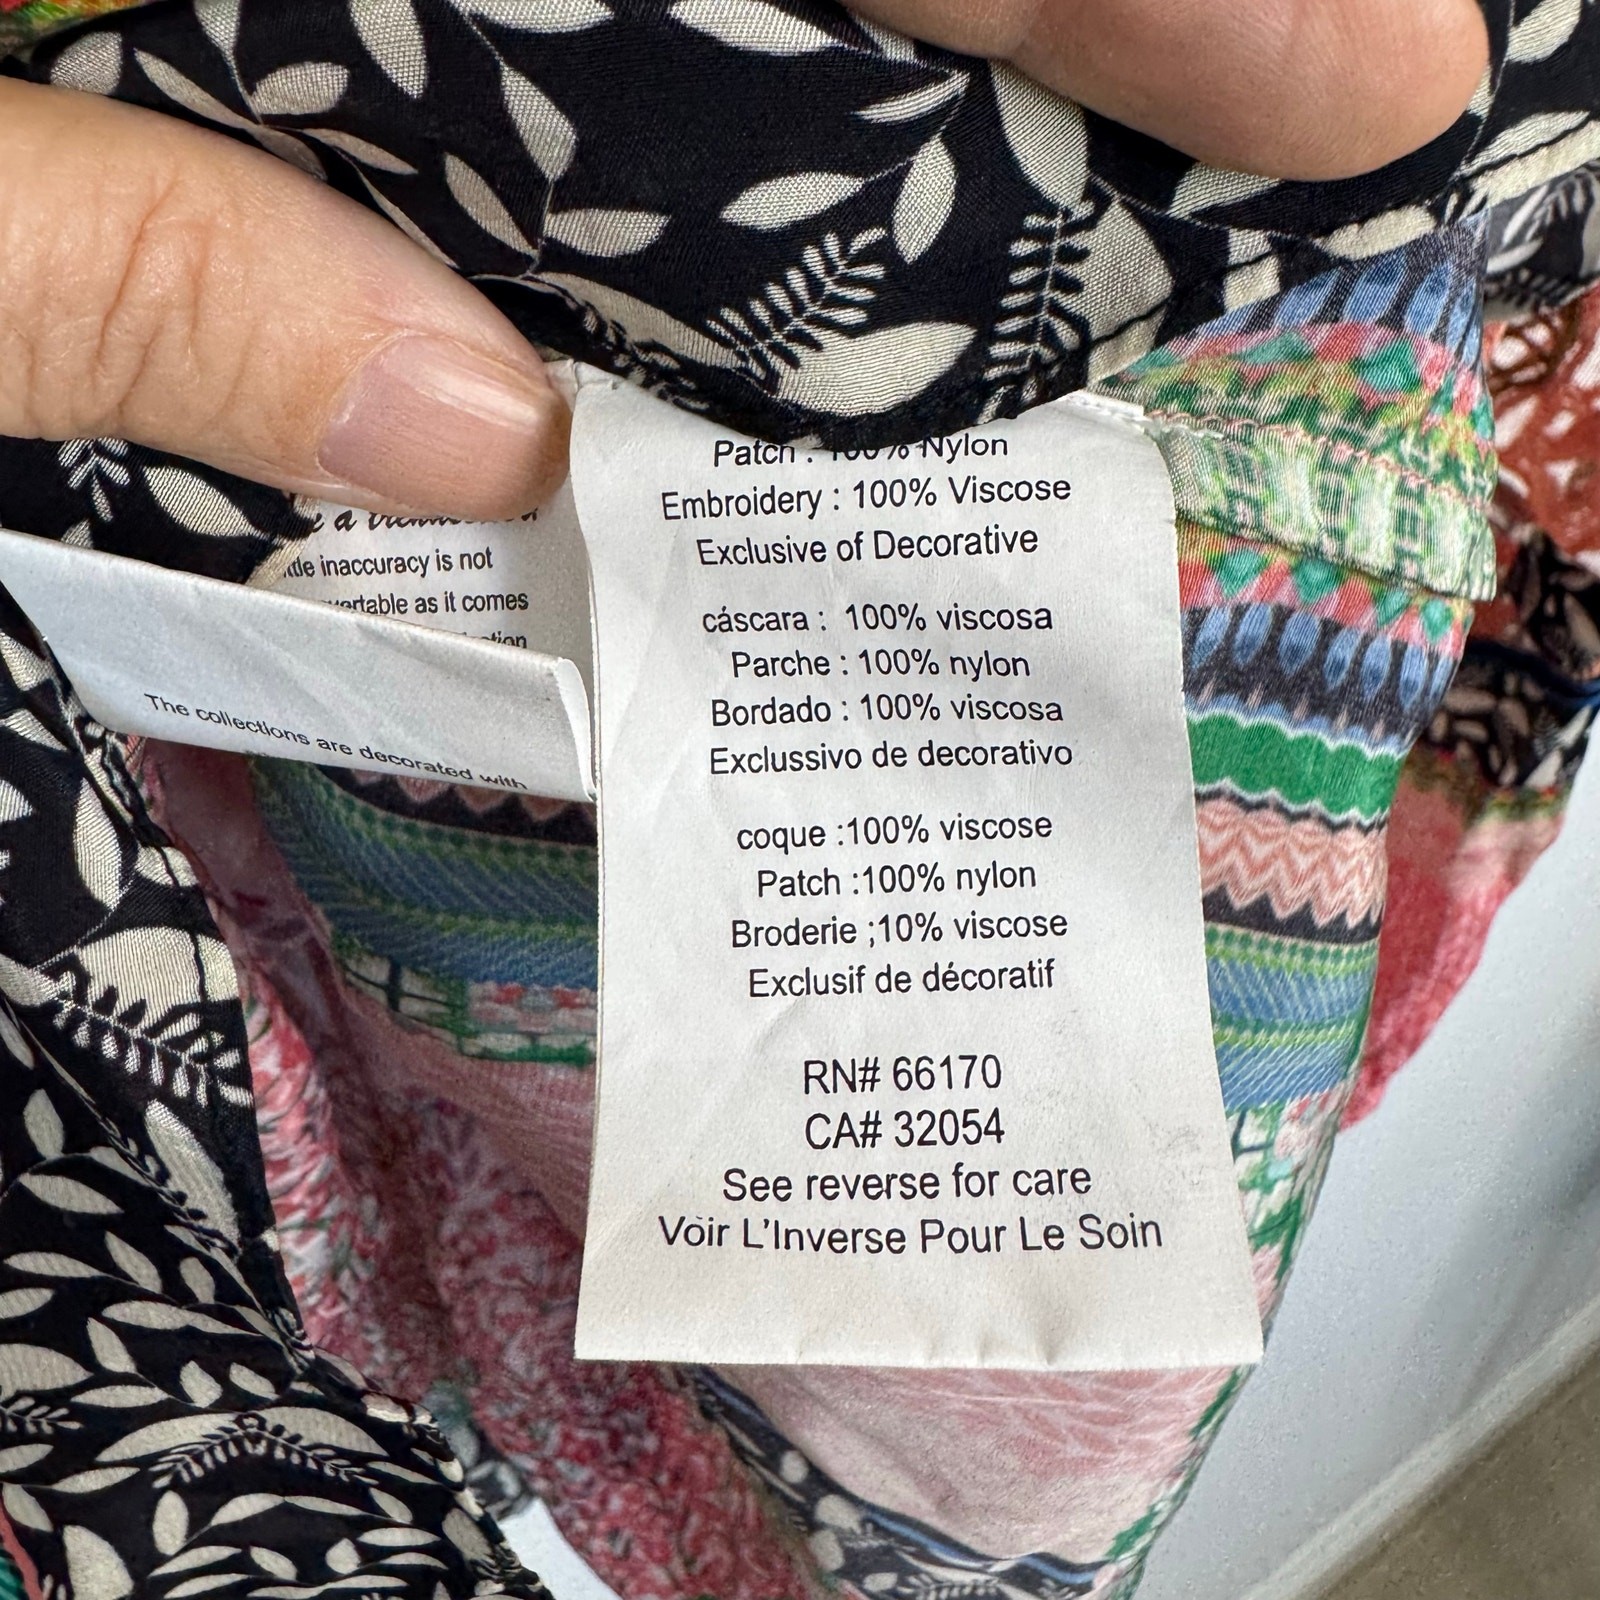 Patch : 100% Nylon
Embroidery : 100% Viscose
Exclusive of Decorative
cáscara : 100% viscosa
Parche : 100% nylon
Bordado : 100% viscosa
Exclussivo de decorativo
coque :100% viscose
Patch :100% nylon
Broderie ;10% viscose
Exclusif de décoratif
RN# 66170
CA# 32054
See reverse for care
Voir L'Inverse Pour Le Soin
inaccuracy is not
as it comes
The collections are decorated with